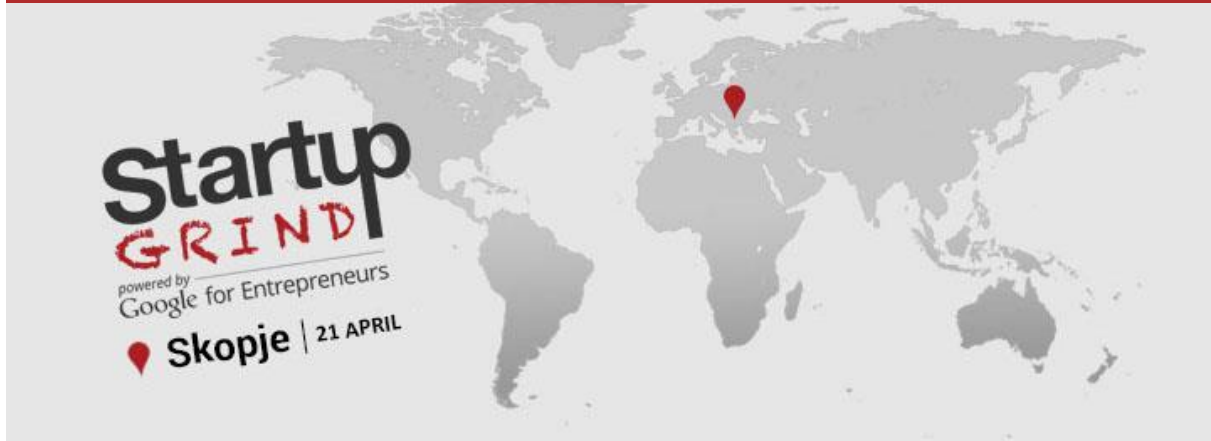 Startup
GRIND
powered by
Google for Entrepreneurs
Skopje | 21 APRIL